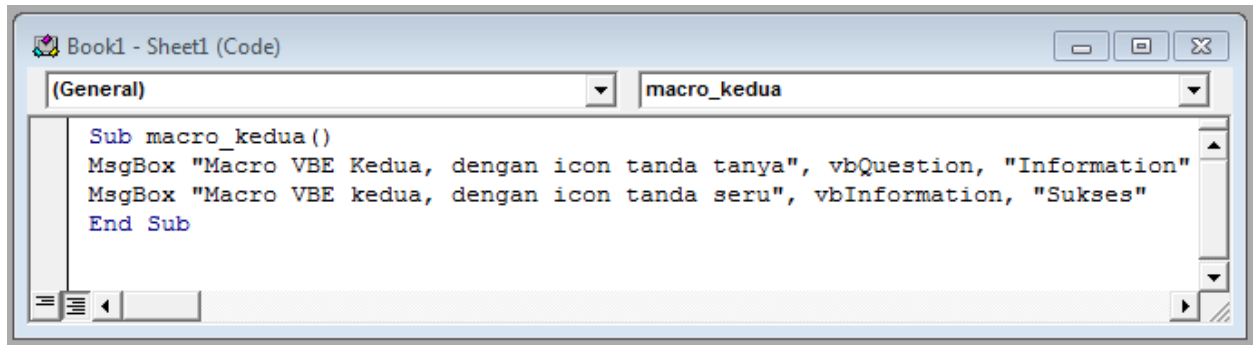 Book1 - Sheet1 (Code)
(General) macro_kedua
Sub macro_kedua()
MsgBox "Macro VBE Kedua, dengan icon tanda tanya", vbQuestion, "Information"
MsgBox "Macro VBE kedua, dengan icon tanda seru", vbInformation, "Sukses"
End Sub